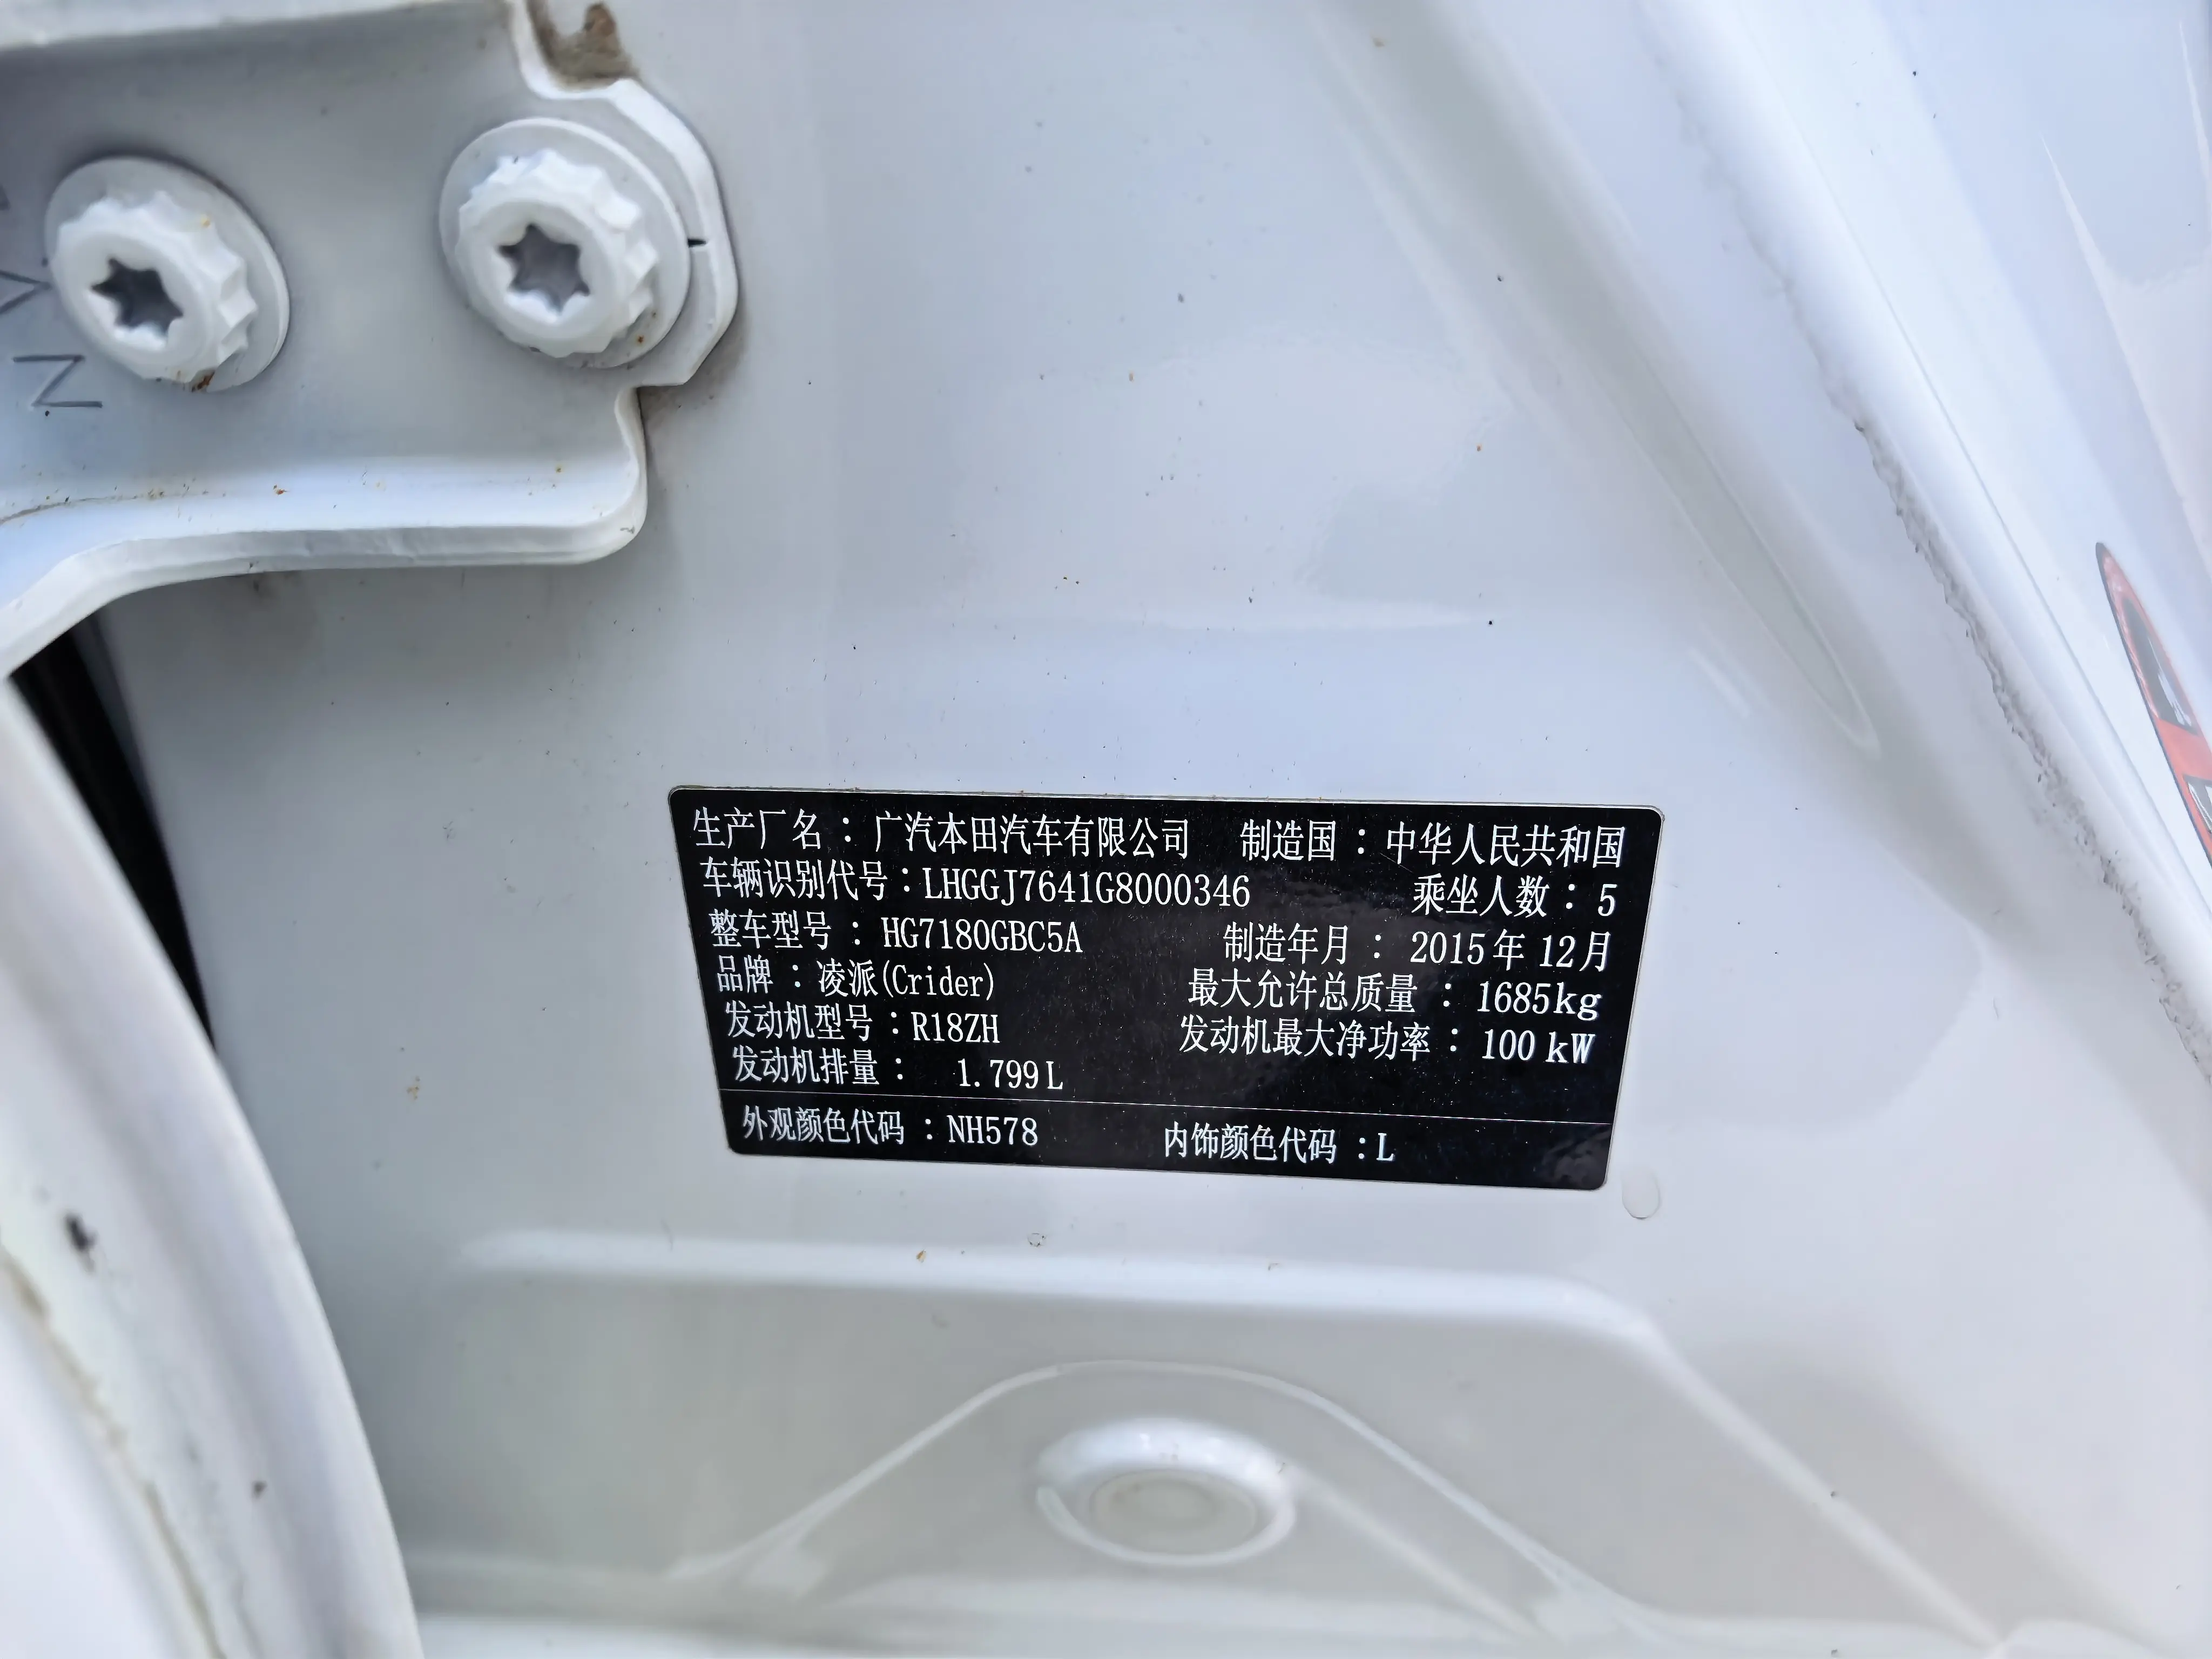 生产厂名：广汽本田汽车有限公司 制造国：中华人民共和国
车辆识别代号：LHGGJ7641G8000346 乘坐人数：5
整车型号：HG7180GBC5A 制造年月：2015年12月
品牌：凌派(Crider) 最大允许总质量：1685kg
发动机型号：R18ZH 发动机最大净功率：100 kW
发动机排量：1.799L
外观颜色代码：NH578 内饰颜色代码：L